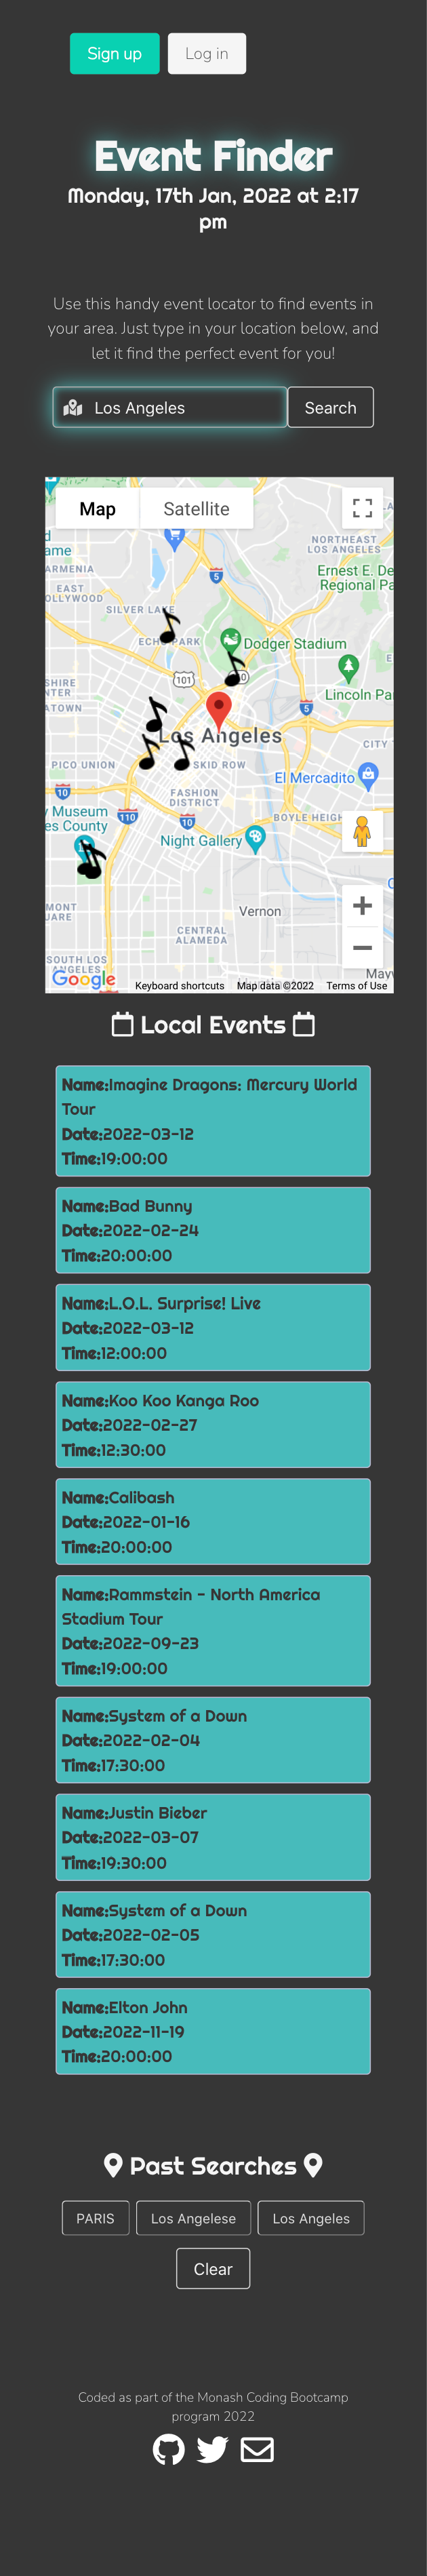 Sign up
Log in
Event Finder
Monday, 17th Jan, 2022 at 2:17
pm
Use this handy event locator to find events in
your area. Just type in your location below, and
let it find the perfect event for you!
Los Angeles
Search
Map
Satellite
NORTHEAST
LOS ANGELES
ARMENIA
EAST
HOLLYWOOD
5
Ernest E. De
Regional Pa
SILVER LAKE
ECHO PARK
Dodger Stadium
101
Lincoln Pa
5
Los Angeles
CITY
PICO UNION
SKID ROW
El Mercadito
10
FASHION
DISTRICT
110
10
BOYLE HEIGH
Museum
es County
Night Gallery
Vernon
CENTRAL
ALAMEDA
SOUTH LOS
ANGELES
Google
Keyboard shortcuts
Map data ©2022
Terms of Use
Local Events
Name:Imagine Dragons: Mercury World
Tour
Date:2022-03-12
Time:19:00:00
Name:Bad Bunny
Date:2022-02-24
Time:20:00:00
Name:L.O.L. Surprise! Live
Date:2022-03-12
Time:12:00:00
Name:Koo Koo Kanga Roo
Date:2022-02-27
Time:12:30:00
Name:Calibash
Date:2022-01-16
Time:20:00:00
Name:Rammstein - North America
Stadium Tour
Date:2022-09-23
Time:19:00:00
Name:System of a Down
Date:2022-02-04
Time:17:30:00
Name:Justin Bieber
Date:2022-03-07
Time:19:30:00
Name:System of a Down
Date:2022-02-05
Time:17:30:00
Name:Elton John
Date:2022-11-19
Time:20:00:00
Past Searches
PARIS
Los Angelese
Los Angeles
Clear
Coded as part of the Monash Coding Bootcamp
program 2022